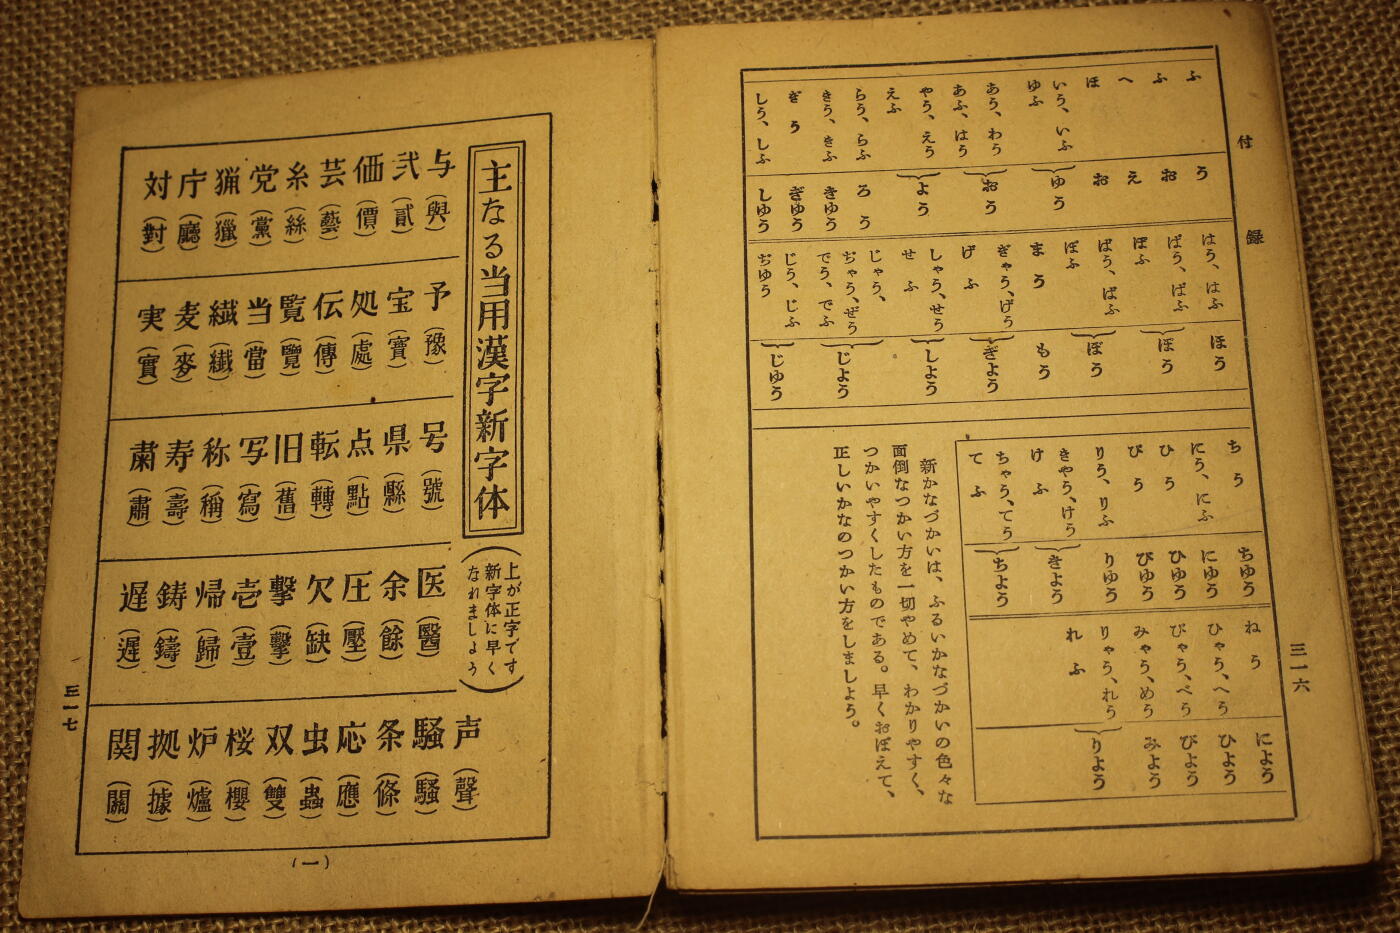 付録
ふ　う
ふ　お
へ　え
ほ　お
いう、いふ
ゆふ　ゆう
あう、わう
あふ、はう　おう
やう、えう
えふ　よう
らう、らふ　ろう
きう、きふ　きゆう
ぎう　ぎゆう
しう、しふ　しゆう
はう、はふ　ほう
ばう、ばふ
ぼふ　ぼう
ぱう、ぱふ
ぽふ　ぽう
まう　もう
ぎやう、げう
げふ　ぎよう
しやう、せう
せふ　しよう
じやう、
ぢやう、ぜう
でう、でふ　じよう
じう、じふ
ぢゆう　じゆう
ちう　ちゆう
にう、にふ　にゆう
ひう　ひゆう
びう　びゆう
りう、りふ　りゆう
きやう、けう
けふ　きよう
ちやう、てう
てふ　ちよう
ねう　によう
ひやう、へう　ひよう
びやう、べう　びよう
みやう、めう　みよう
りやう、れう
れふ　りよう
新かなづかいは、ふるいかなづかいの色々な
面倒なつかい方を一切やめて、わかりやすく、
つかいやすくしたものである。早くおぼえて、
正しいかなのつかい方をしましよう。
三一六
主なる当用漢字新字体
（上が正字です
新字体に早く
なれましよう）
与（與）弐（貳）価（價）芸（藝）糸（絲）党（黨）猟（獵）庁（廳）対（對）
予（豫）宝（寶）処（處）伝（傳）覧（覽）当（當）繊（纖）麦（麥）実（實）
号（號）県（縣）点（點）転（轉）旧（舊）写（寫）称（稱）寿（壽）粛（肅）
医（醫）余（餘）圧（壓）欠（缺）撃（擊）壱（壹）帰（歸）鋳（鑄）遅（遲）
声（聲）騒（騷）条（條）応（應）虫（蟲）双（雙）桜（櫻）炉（爐）拠（據）関（關）
（一）
三一七